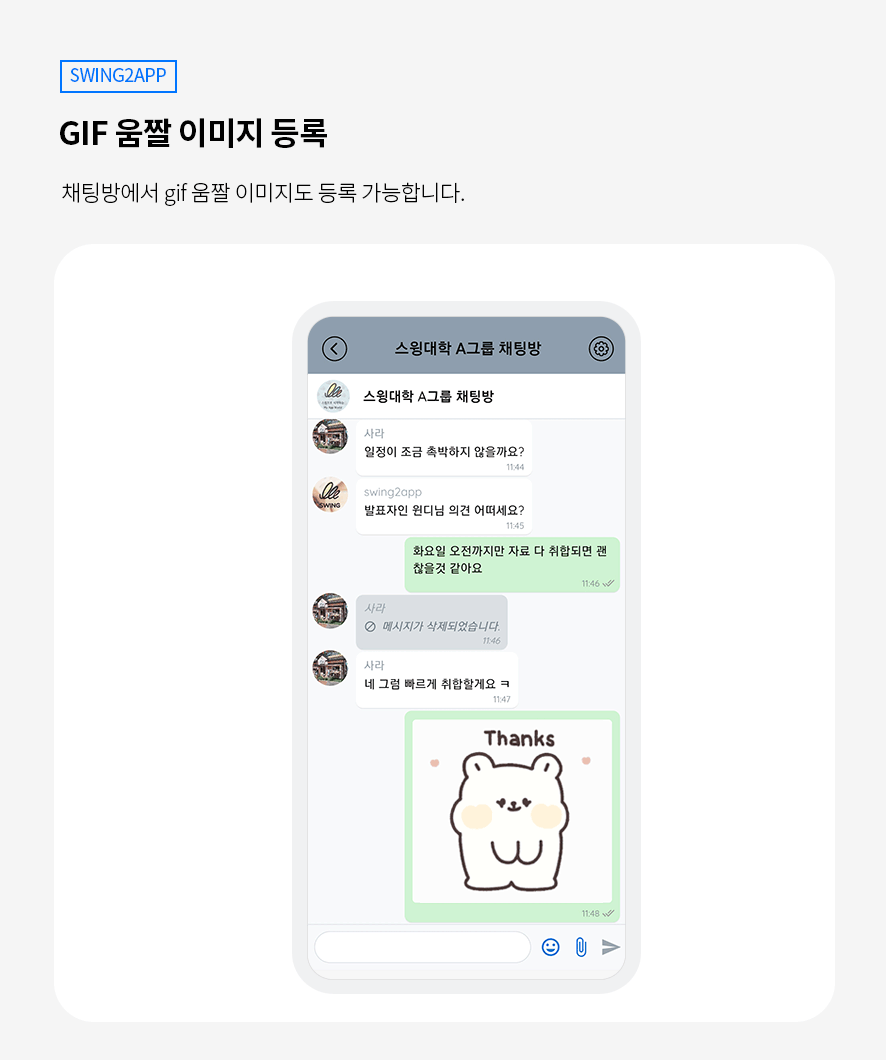 SWING2APP
GIF 움짤 이미지 등록
채팅방에서 gif 움짤 이미지도 등록 가능합니다.
스윙대학 A그룹 채팅방
스윙대학 A그룹 채팅방
사라
일정이 조금 촉박하지 않을까요?
11:44
SWING
swing2app
발표자인 윈디님 의견 어떠세요?
11:45
화요일 오전까지만 자료 다 취합되면 괜
찮을것 같아요
11:46
사라
메시지가 삭제되었습니다.
11:46
사라
네 그럼 빠르게 취합할게요 ㅋ
11:47
Thanks
11:48